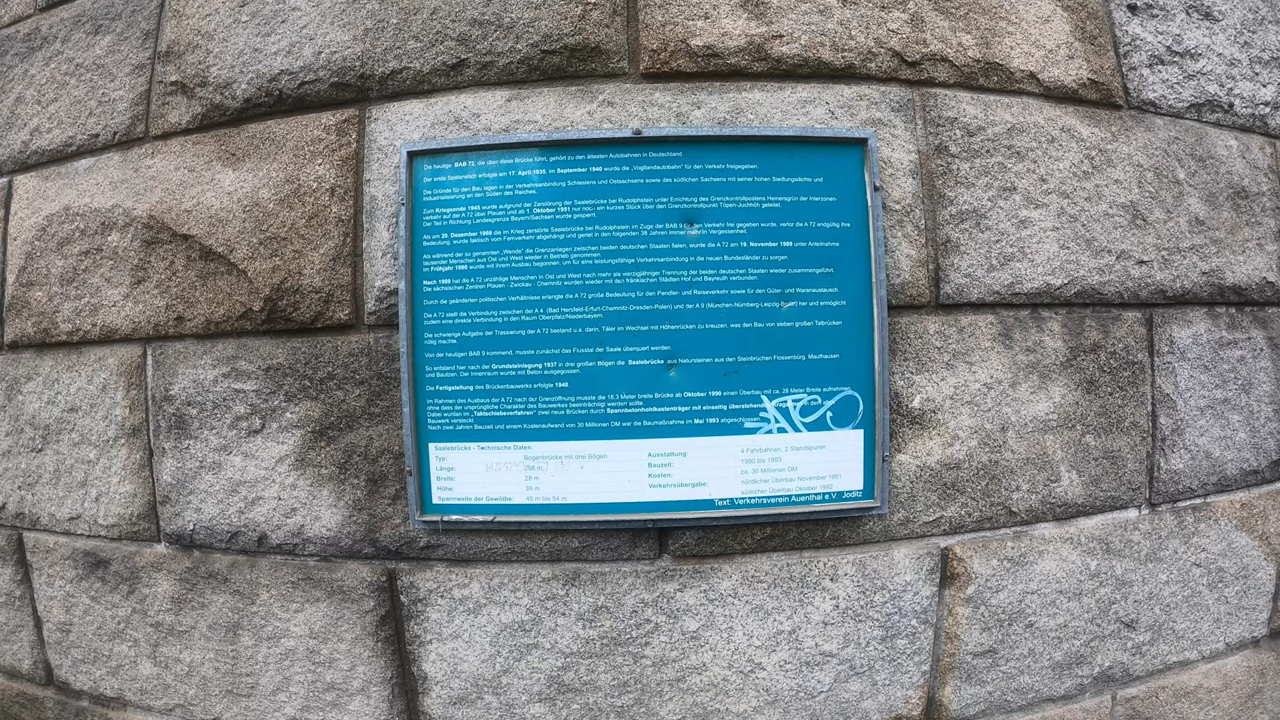 Die heutige BAB 72, die über diese Brücke führt, gehört zu den ältesten Autobahnen in Deutschland.
Der erste Spatenstich erfolgte am 17. April 1935, im September 1940 wurde die „Vogtlandautobahn" für den Verkehr freigegeben.
Die Gründe für den Bau lagen in der Verkehrsanbindung Schlesiens und Ostsachsens sowie des südlichen Sachsens mit seiner hohen Siedlungsdichte und
Industrialisierung an den Süden des Reiches.
Zum Kriegsende 1945 wurde aufgrund der Zerstörung der Saalebrücke bei Rudolphstein unter Errichtung des Grenzkontrollpostens Heinersgrün der Interzonen-
verkehr auf der A 72 über Plauen und ab 1. Oktober 1951 nur noch ein kurzes Stück über den Grenzkontrollpunkt Töpen-Juchhöh geleitet.
Der Teil in Richtung Landesgrenze Bayern/Sachsen wurde gesperrt.
Als am 20. Dezember 1966 die im Krieg zerstörte Saalebrücke bei Rudolphstein im Zuge der BAB 9 für den Verkehr frei gegeben wurde, verlor die A 72 endgültig ihre
Bedeutung, wurde faktisch vom Fernverkehr abgehängt und geriet in den folgenden 38 Jahren immer mehr in Vergessenheit.
Als während der so genannten „Wende" die Grenzanlagen zwischen beiden deutschen Staaten fielen, wurde die A 72 am 19. November 1989 unter Anteilnahme
tausender Menschen aus Ost und West wieder in Betrieb genommen.
Im Frühjahr 1990 wurde mit ihrem Ausbau begonnen, um für eine leistungsfähige Verkehrsanbindung in die neuen Bundesländer zu sorgen.
Nach 1989 hat die A 72 unzählige Menschen in Ost und West nach mehr als vierzigjähriger Trennung der beiden deutschen Staaten wieder zusammengeführt.
Die sächsischen Zentren Plauen - Zwickau - Chemnitz wurden wieder mit den fränkischen Städten Hof und Bayreuth verbunden.
Durch die geänderten politischen Verhältnisse erlangte die A 72 große Bedeutung für den Pendler- und Reiseverkehr sowie für den Güter- und Warenaustausch.
Die A 72 stellt die Verbindung zwischen der A 4 (Bad Hersfeld-Erfurt-Chemnitz-Dresden-Polen) und der A 9 (München-Nürnberg-Leipzig-Berlin) her und ermöglicht
zudem eine direkte Verbindung in den Raum Oberpfalz/Niederbayern.
Die schwierige Aufgabe der Trassierung der A 72 bestand u.a. darin, Täler im Wechsel mit Höhenrücken zu kreuzen, was den Bau von sieben großen Talbrücken
nötig machte.
Von der heutigen BAB 9 kommend, musste zunächst das Flusstal der Saale überquert werden.
So entstand hier nach der Grundsteinlegung 1937 in drei großen Bögen die Saalebrücke aus Natursteinen aus den Steinbrüchen Flossenbürg, Mauthausen
und Bautzen. Der Innenraum wurde mit Beton ausgegossen.
Die Fertigstellung des Brückenbauwerks erfolgte 1940.
Im Rahmen des Ausbaus der A 72 nach der Grenzöffnung musste die 18,3 Meter breite Brücke ab Oktober 1990 einen Überbau mit ca. 28 Meter Breite aufnehmen,
ohne dass der ursprüngliche Charakter des Bauwerkes beeinträchtigt werden sollte.
Dabei wurden im „Taktschiebeverfahren" zwei neue Brücken durch Spannbetonhohlkastenträger mit einseitig überstehenden in dem alten
Bauwerk versteckt.
Nach zwei Jahren Bauzeit und einem Kostenaufwand von 30 Millionen DM war die Baumaßnahme im Mai 1993 abgeschlossen.
Saalebrücke - Technische Daten
Typ: Bogenbrücke mit drei Bögen Ausstattung: 4 Fahrbahnen, 2 Standspuren
Länge: 268 m Bauzeit: 1990 bis 1993
Breite: 28 m Kosten: ca. 30 Millionen DM
Höhe: 39 m Verkehrsübergabe: nördlicher Überbau November 1991
Spannweite der Gewölbe: 45 m bis 54 m südlicher Überbau Oktober 1992
Text: Verkehrsverein Auenthal e.V. Joditz